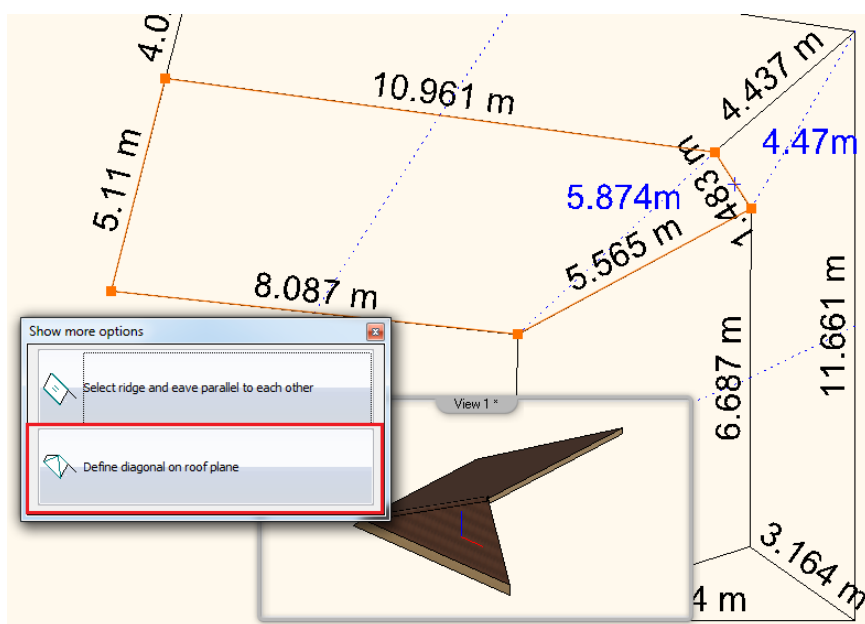 4.0
10.961 m
4.437 m
4.47m
5.11 m
5.874m
1.483 m
5.565 m
8.087 m
6.687 m
11.661 m
Show more options
Select ridge and eave parallel to each other
Define diagonal on roof plane
View 1 *
3.164 m
4 m